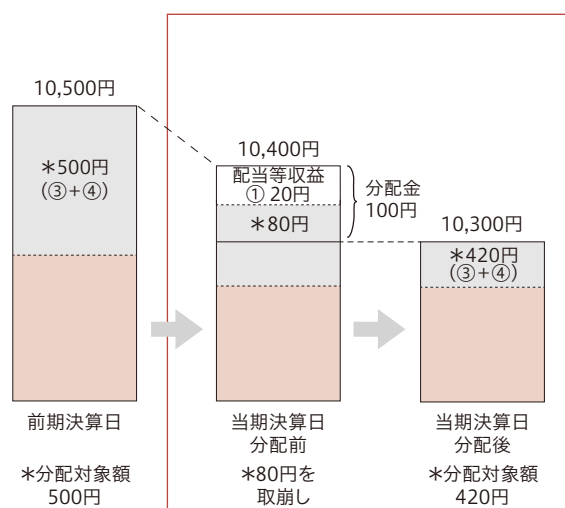 10,500円
＊500円
(③＋④)
前期決算日
＊分配対象額
500円
10,400円
配当等収益
① 20円
＊80円
分配金
100円
当期決算日
分配前
＊80円を
取崩し
10,300円
＊420円
(③＋④)
当期決算日
分配後
＊分配対象額
420円